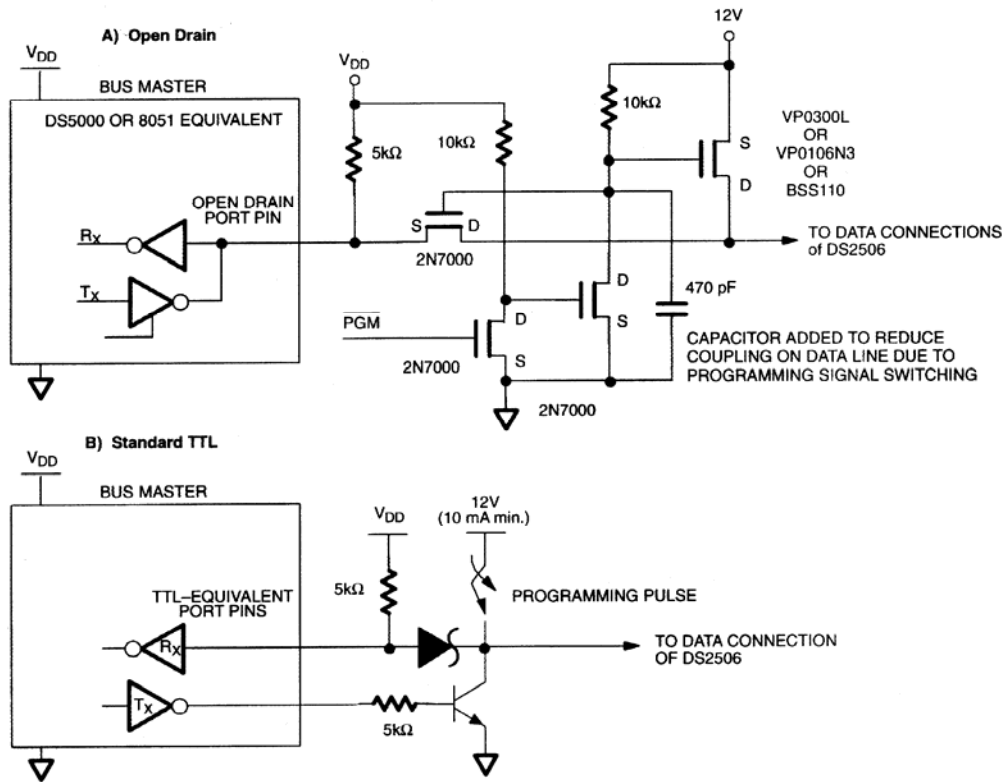 A) Open Drain
12V
VDD
BUS MASTER
VDD
DS5000 OR 8051 EQUIVALENT
10kΩ
VP0300L
OR
VP0106N3
OR
BSS110
5kΩ
10kΩ
S
D
OPEN DRAIN
PORT PIN
S
D
RX
2N7000
TO DATA CONNECTIONS
of DS2506
TX
D
S
470 pF
PGM
D
S
2N7000
CAPACITOR ADDED TO REDUCE
COUPLING ON DATA LINE DUE TO
PROGRAMMING SIGNAL SWITCHING
2N7000
B) Standard TTL
VDD
BUS MASTER
VDD
12V
(10 mA min.)
5kΩ
PROGRAMMING PULSE
TTL–EQUIVALENT
PORT PINS
RX
TO DATA CONNECTION
OF DS2506
TX
5kΩ